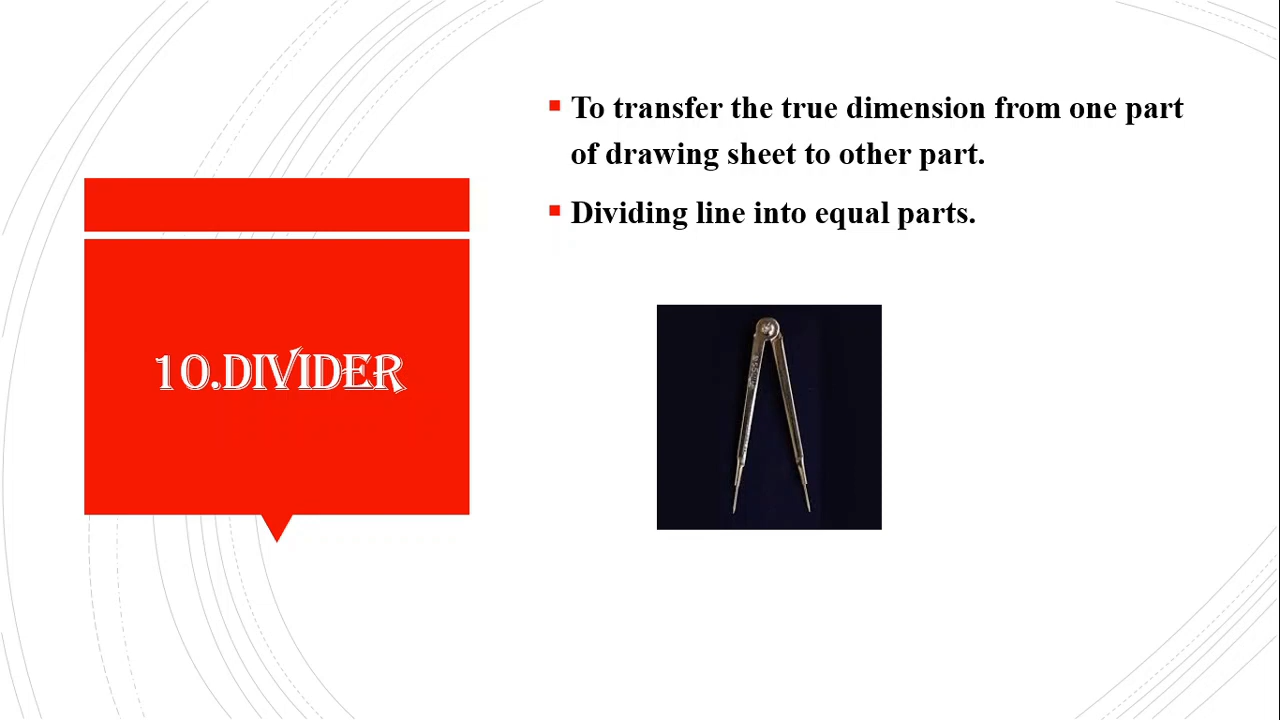 10.DIVIDER
To transfer the true dimension from one part
of drawing sheet to other part.
Dividing line into equal parts.